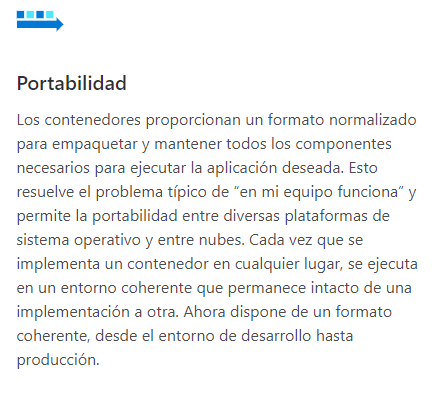 Portabilidad
Los contenedores proporcionan un formato normalizado
para empaquetar y mantener todos los componentes
necesarios para ejecutar la aplicación deseada. Esto
resuelve el problema típico de “en mi equipo funciona” y
permite la portabilidad entre diversas plataformas de
sistema operativo y entre nubes. Cada vez que se
implementa un contenedor en cualquier lugar, se ejecuta
en un entorno coherente que permanece intacto de una
implementación a otra. Ahora dispone de un formato
coherente, desde el entorno de desarrollo hasta
producción.